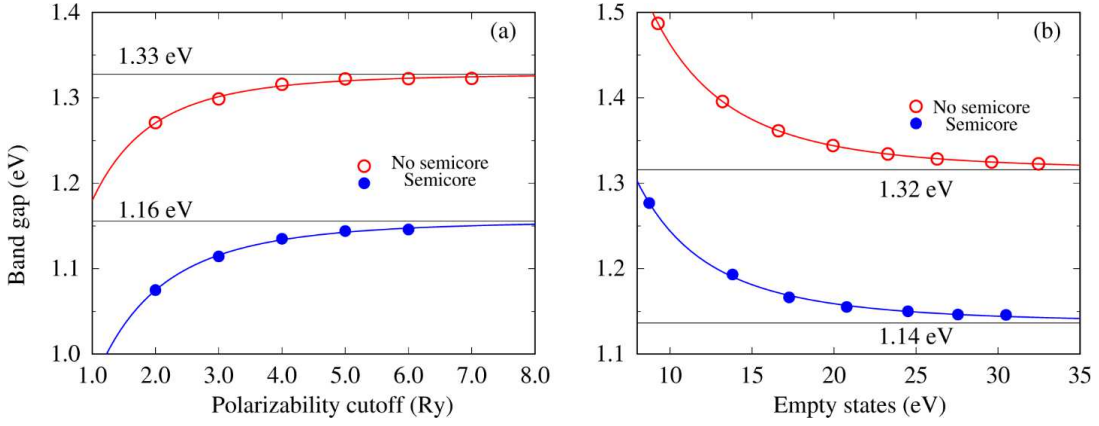 (a)
1.33 eV
No semicore
Semicore
1.16 eV
Band gap (eV)
1.4
1.3
1.2
1.1
1.0
1.0 2.0 3.0 4.0 5.0 6.0 7.0 8.0
Polarizability cutoff (Ry)
(b)
No semicore
Semicore
1.32 eV
1.14 eV
1.5
1.4
1.3
1.2
1.1
10 15 20 25 30 35
Empty states (eV)